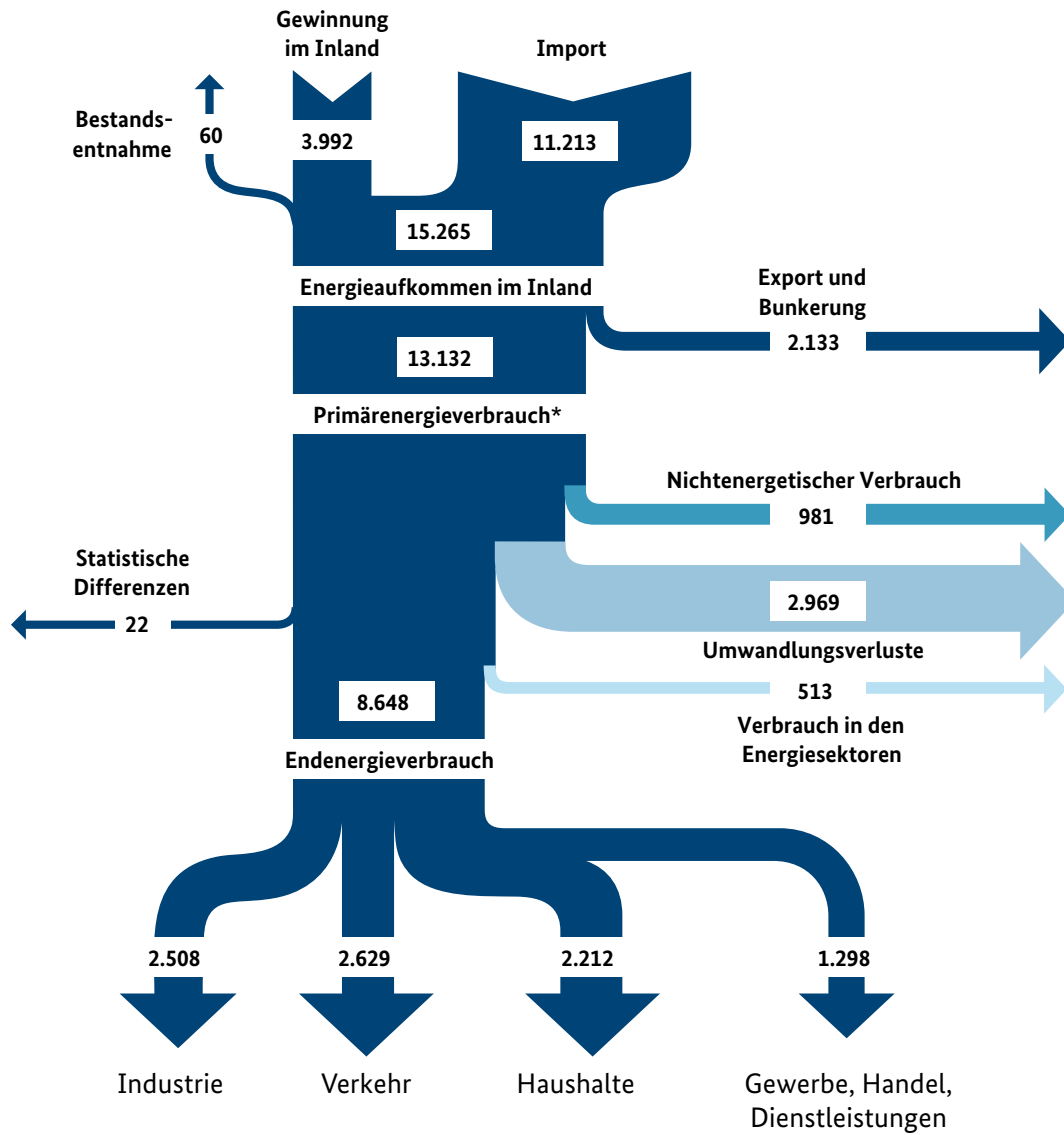 Gewinnung
im Inland
Import
Bestands-
entnahme
60
3.992
11.213
15.265
Energieaufkommen im Inland
Export und
Bunkerung
2.133
13.132
Primärenergieverbrauch*
Nichtenergetischer Verbrauch
981
Statistische
Differenzen
22
2.969
Umwandlungsverluste
513
Verbrauch in den
Energiesektoren
8.648
Endenergieverbrauch
2.508
2.629
2.212
1.298
Industrie
Verkehr
Haushalte
Gewerbe, Handel,
Dienstleistungen